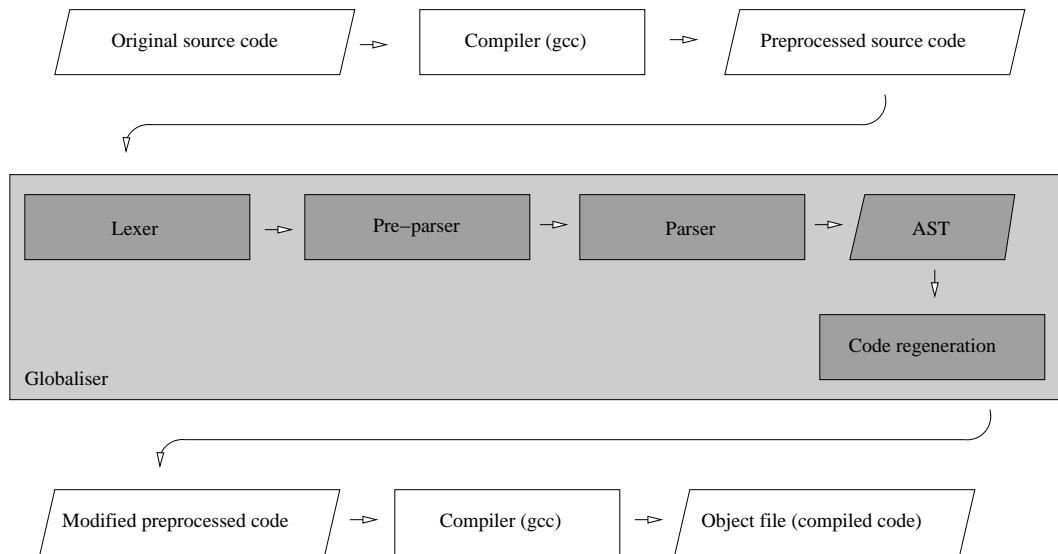 Original source code
Compiler (gcc)
Preprocessed source code
Lexer
Pre−parser
Parser
AST
Code regeneration
Globaliser
Modified preprocessed code
Compiler (gcc)
Object file (compiled code)